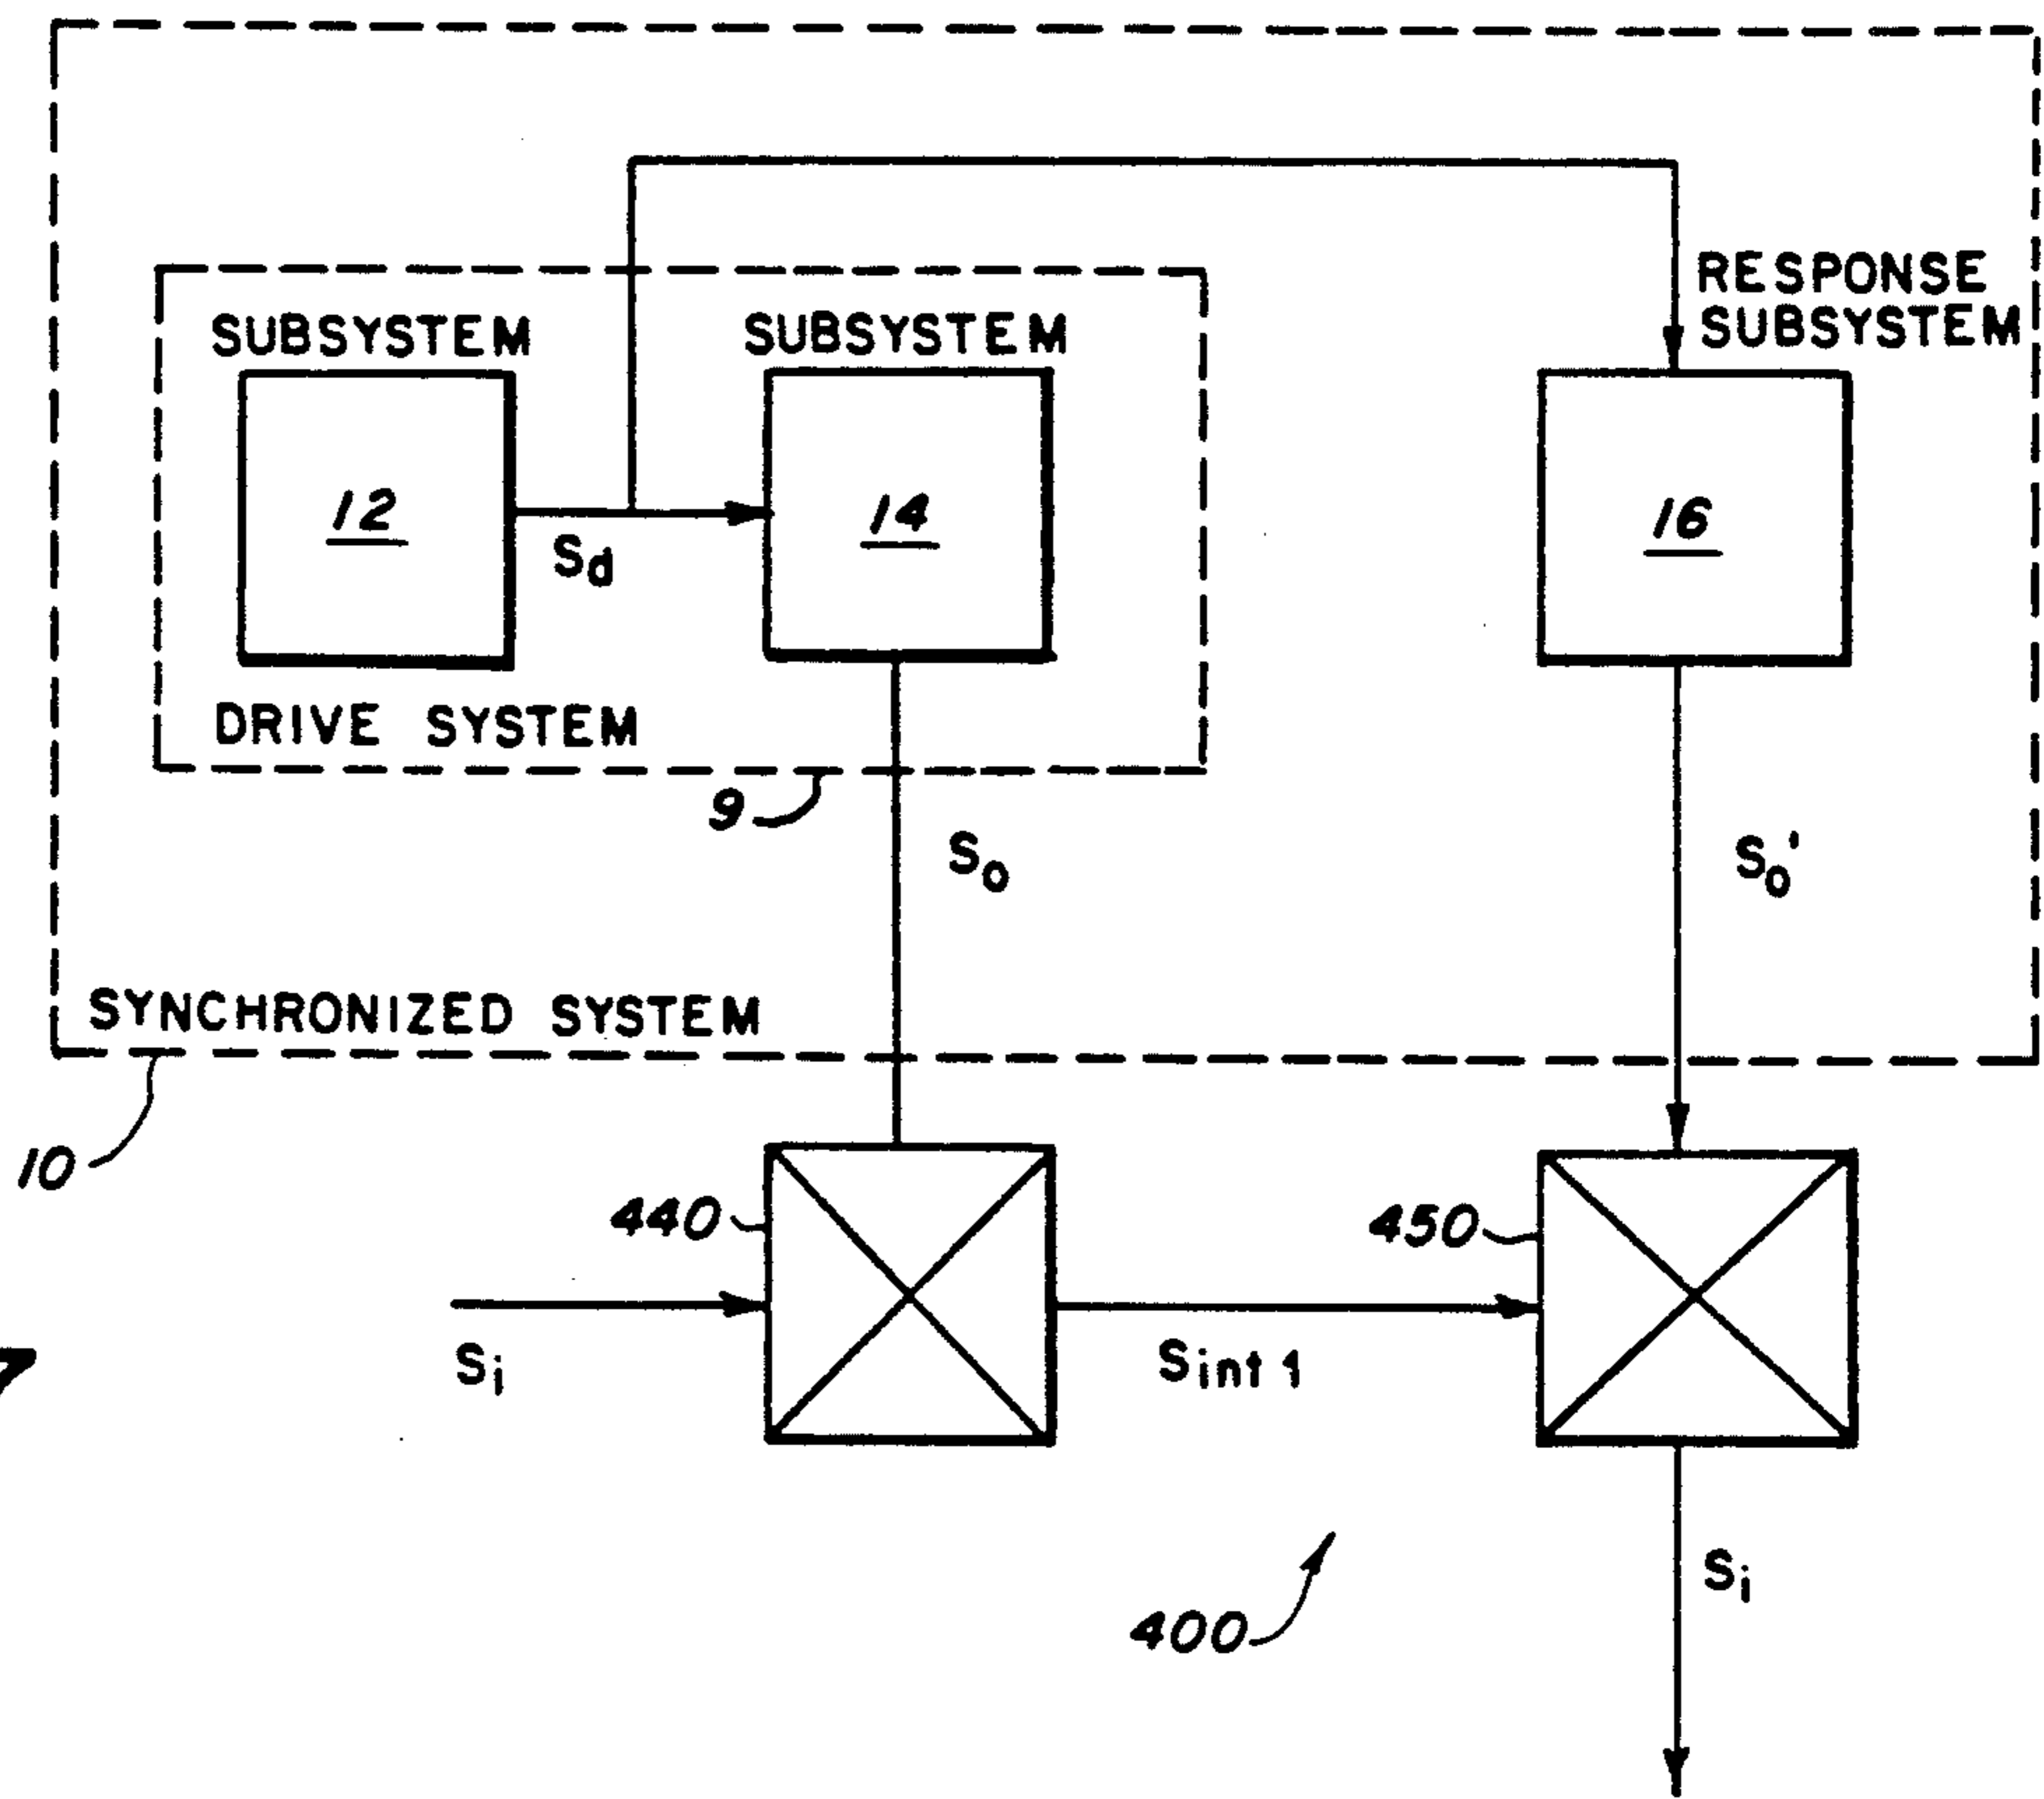 RESPONSE
SUBSYSTEM
SUBSYSTEM
SUBSYSTEM
12
14
16
Sd
DRIVE SYSTEM
9
So
So'
SYNCHRONIZED SYSTEM
10
440
450
Si
Sint 1
Si
400